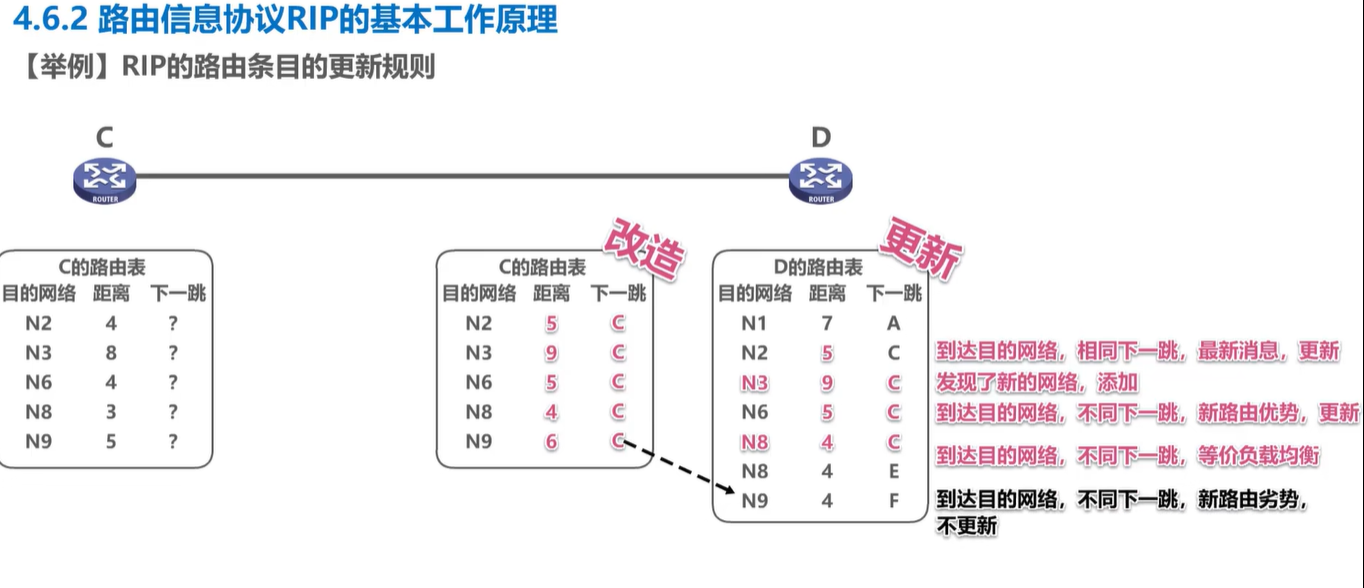 4.6.2 路由信息协议RIP的基本工作原理
【举例】RIP的路由条目的更新规则
C
D
ROUTER
ROUTER
改造
更新
C的路由表
目的网络 距离 下一跳
N2 4 ?
N3 8 ?
N6 4 ?
N8 3 ?
N9 5 ?
C的路由表
目的网络 距离 下一跳
N2 5 C
N3 9 C
N6 5 C
N8 4 C
N9 6 C
D的路由表
目的网络 距离 下一跳
N1 7 A
N2 5 C
N3 9 C
N6 5 C
N8 4 C
N8 4 E
N9 4 F
到达目的网络，相同下一跳，最新消息，更新
发现了新的网络，添加
到达目的网络，不同下一跳，新路由优势，更新
到达目的网络，不同下一跳，等价负载均衡
到达目的网络，不同下一跳，新路由劣势，
不更新